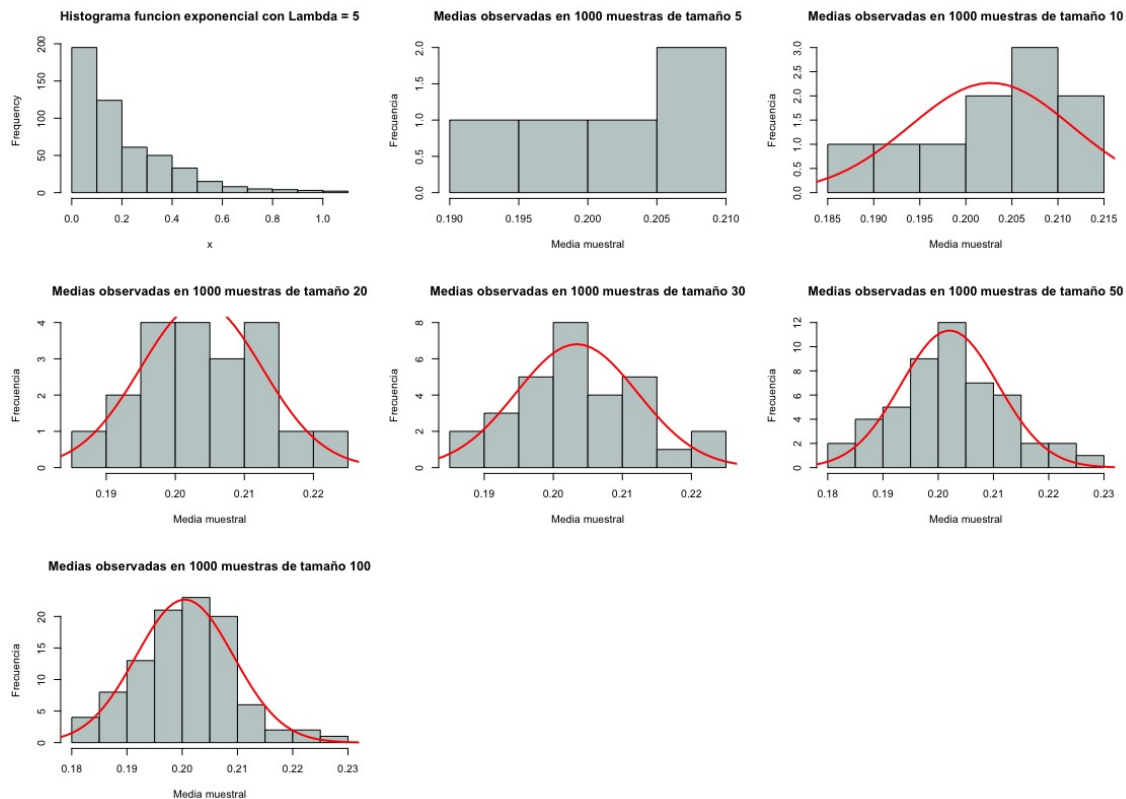 Histograma funcion exponencial con Lambda = 5
Frequency
0 50 100 150 200
0.0 0.2 0.4 0.6 0.8 1.0
x
Medias observadas en 1000 muestras de tamaño 5
Frecuencia
0.0 0.5 1.0 1.5 2.0
0.190 0.195 0.200 0.205 0.210
Media muestral
Medias observadas en 1000 muestras de tamaño 10
Frecuencia
0.0 0.5 1.0 1.5 2.0 2.5 3.0
0.185 0.190 0.195 0.200 0.205 0.210 0.215
Media muestral
Medias observadas en 1000 muestras de tamaño 20
Frecuencia
0 1 2 3 4
0.19 0.20 0.21 0.22
Media muestral
Medias observadas en 1000 muestras de tamaño 30
Frecuencia
0 2 4 6 8
0.19 0.20 0.21 0.22
Media muestral
Medias observadas en 1000 muestras de tamaño 50
Frecuencia
0 2 4 6 8 10 12
0.18 0.19 0.20 0.21 0.22 0.23
Media muestral
Medias observadas en 1000 muestras de tamaño 100
Frecuencia
0 5 10 15 20
0.18 0.19 0.20 0.21 0.22 0.23
Media muestral